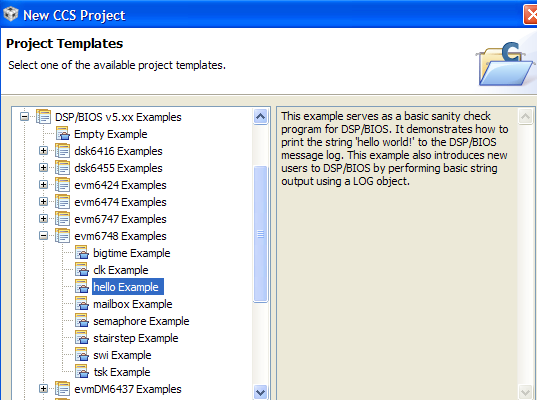 New CCS Project
Project Templates
Select one of the available project templates.
DSP/BIOS v5.xx Examples
Empty Example
dsk6416 Examples
dsk6455 Examples
evm6424 Examples
evm6474 Examples
evm6747 Examples
evm6748 Examples
bigtime Example
clk Example
hello Example
mailbox Example
semaphore Example
stairstep Example
swi Example
tsk Example
evmDM6437 Examples
This example serves as a basic sanity check
program for DSP/BIOS. It demonstrates how to
print the string 'hello world!' to the DSP/BIOS
message log. This example also introduces new
users to DSP/BIOS by performing basic string
output using a LOG object.
C